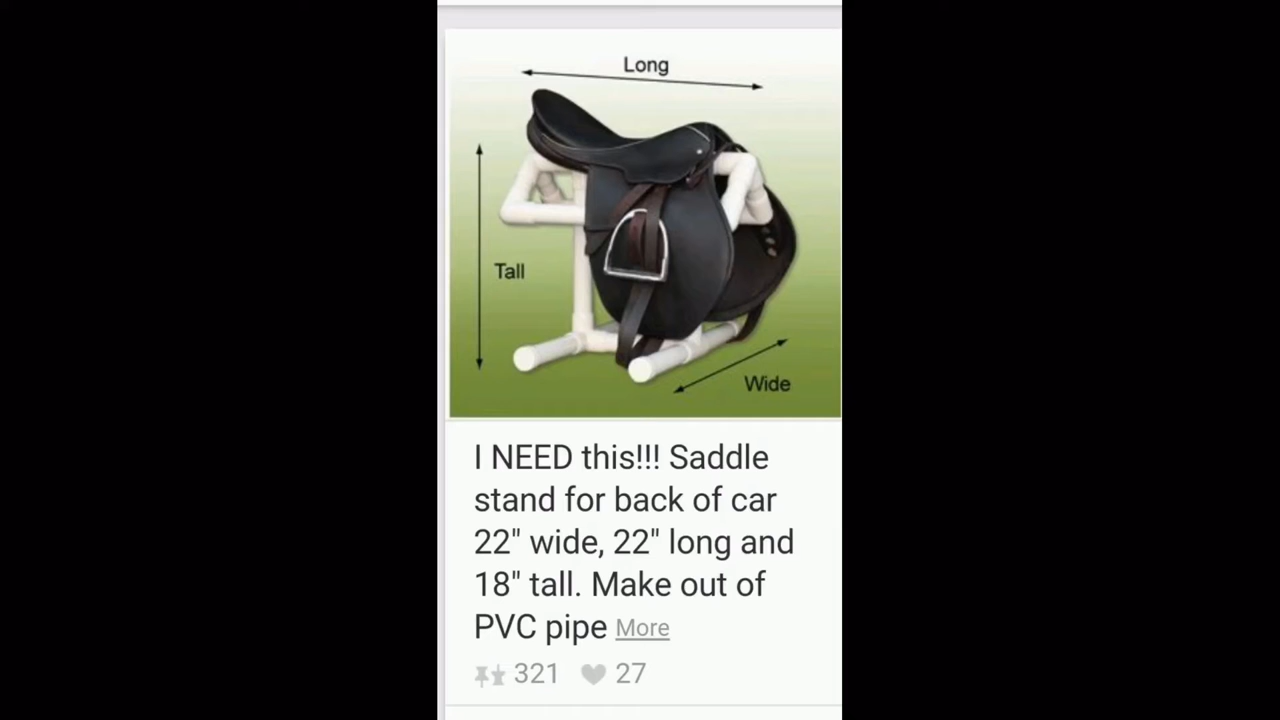 Long
Tall
Wide
I NEED this!!! Saddle
stand for back of car
22" wide, 22" long and
18" tall. Make out of
PVC pipe More
321 27